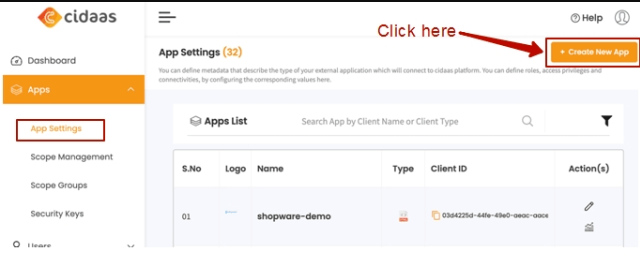 cidaas
Help
Click here
Dashboard
App Settings (32)
+ Create New App
You can define metadata that describe the type of your external application which will connect to cidaas platform. You can define roles, access privileges and
connectivities, by configuring the corresponding values here.
Apps
Apps List
Search App by Client Name or Client Type
App Settings
Scope Management
S.No Logo Name Type Client ID Action(s)
Scope Groups
Security Keys
01 shopware-demo 03d4225d-44fe-49e0-aeac-aace
Users